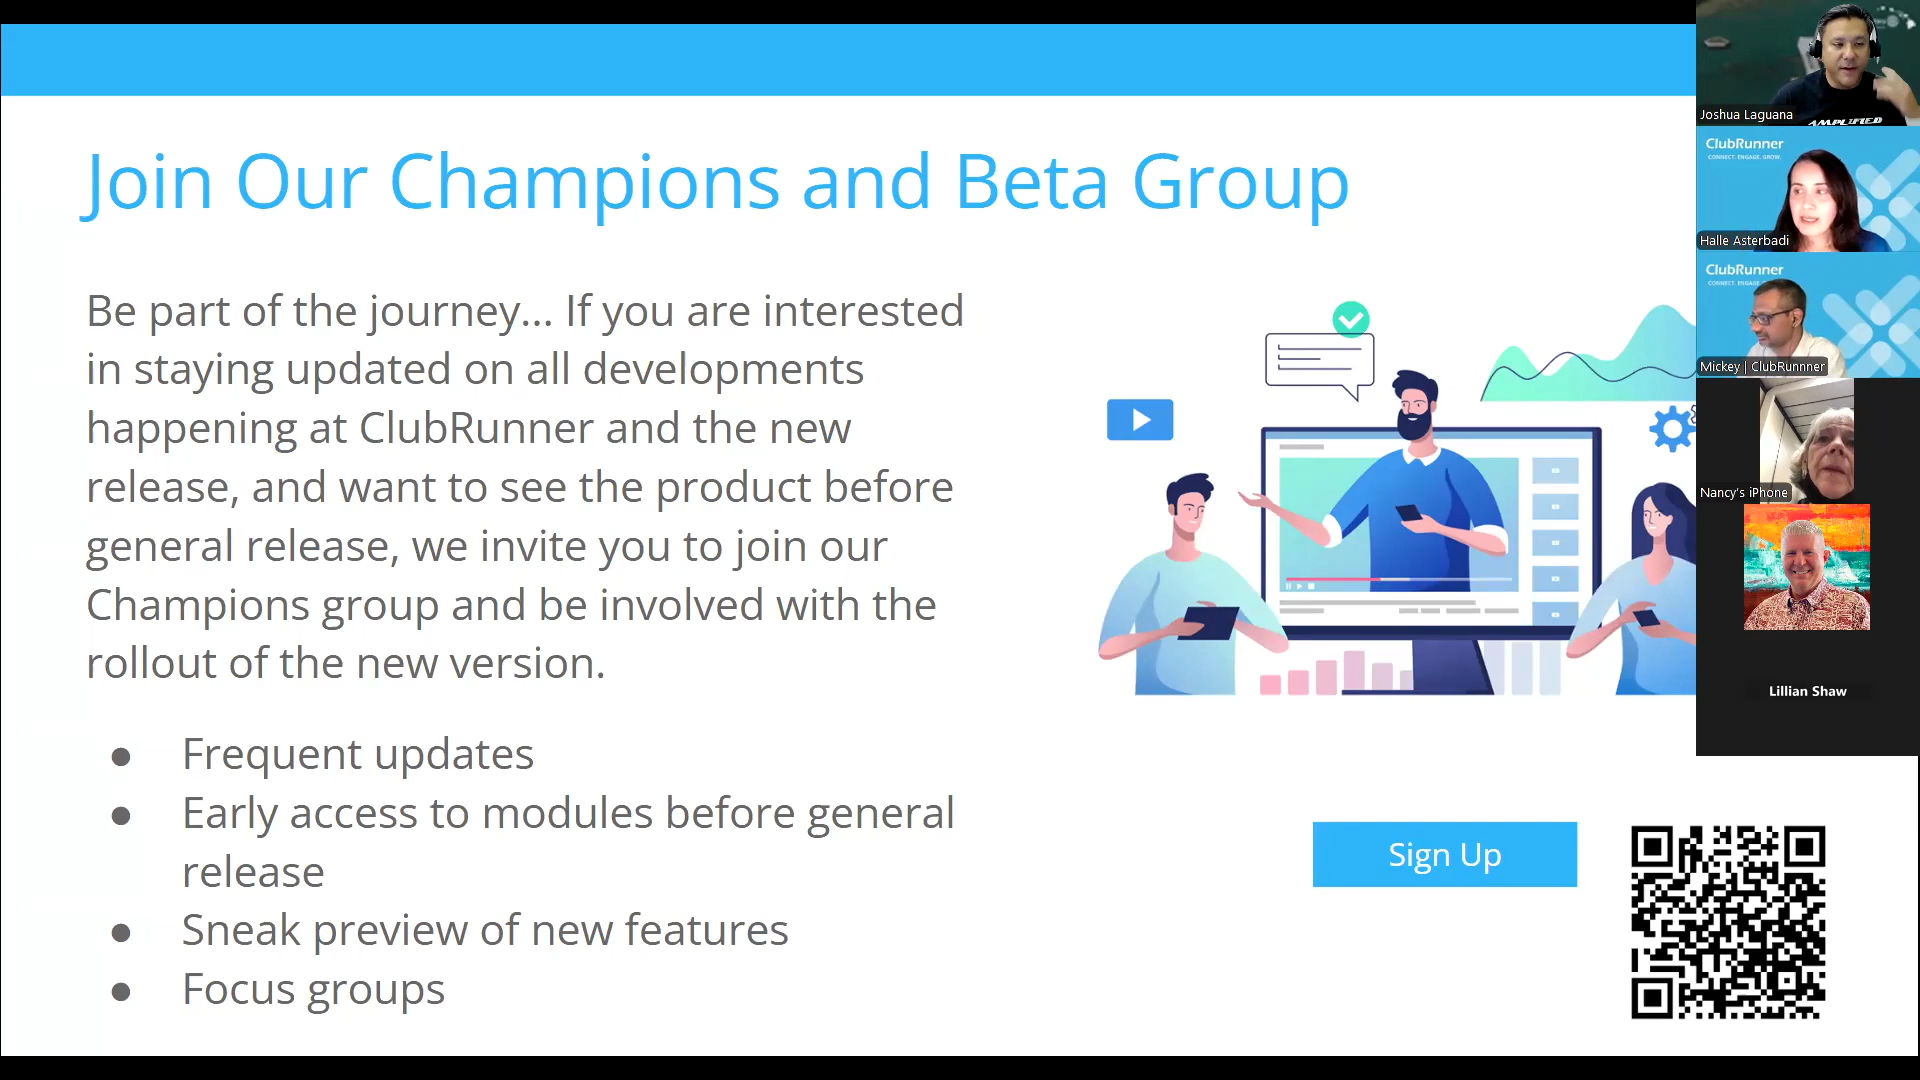 Join Our Champions and Beta Group
Be part of the journey... If you are interested
in staying updated on all developments
happening at ClubRunner and the new
release, and want to see the product before
general release, we invite you to join our
Champions group and be involved with the
rollout of the new version.
● Frequent updates
● Early access to modules before general
release
● Sneak preview of new features
● Focus groups
Sign Up
AMPLIFIED
Joshua Laguana
ClubRunner
CONNECT. ENGAGE. GROW.
Halle Asterbadi
ClubRunner
CONNECT. ENGAGE.
Mickey | ClubRunnner
Nancy's iPhone
Lillian Shaw